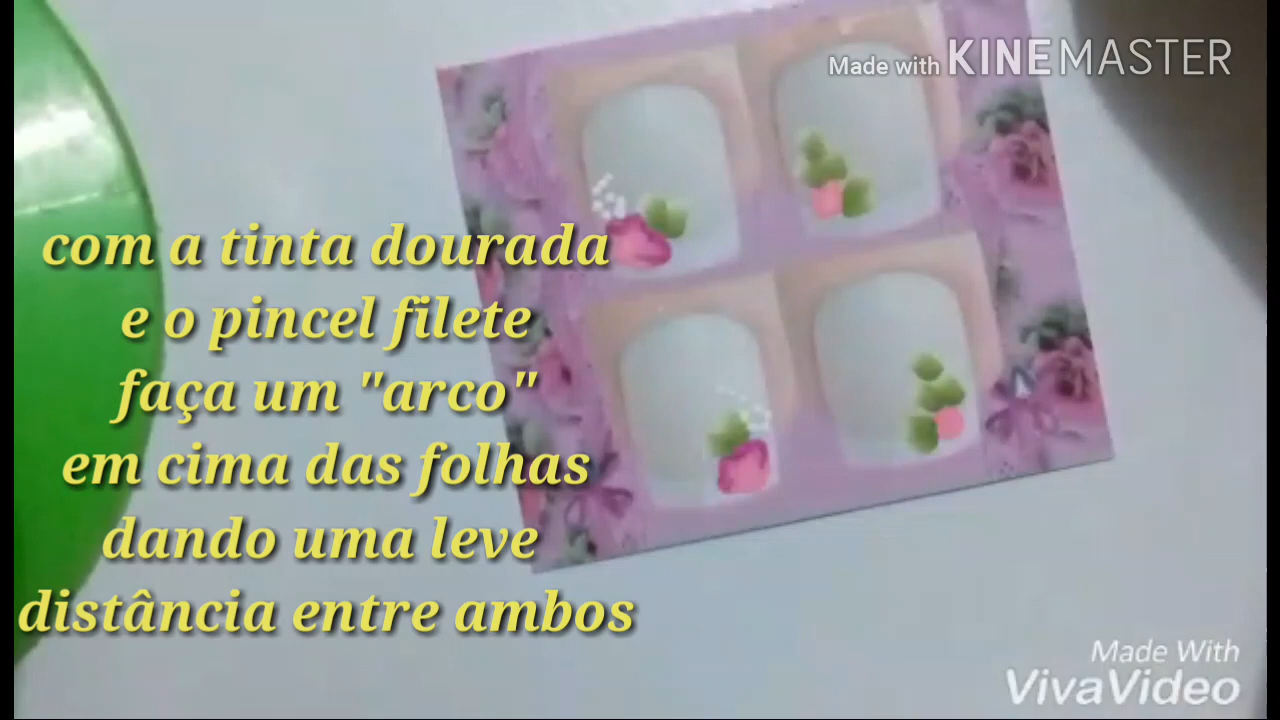 Made with KINEMASTER
com a tinta dourada
e o pincel filete
faça um "arco"
em cima das folhas
dando uma leve
distância entre ambos
Made With
VivaVideo